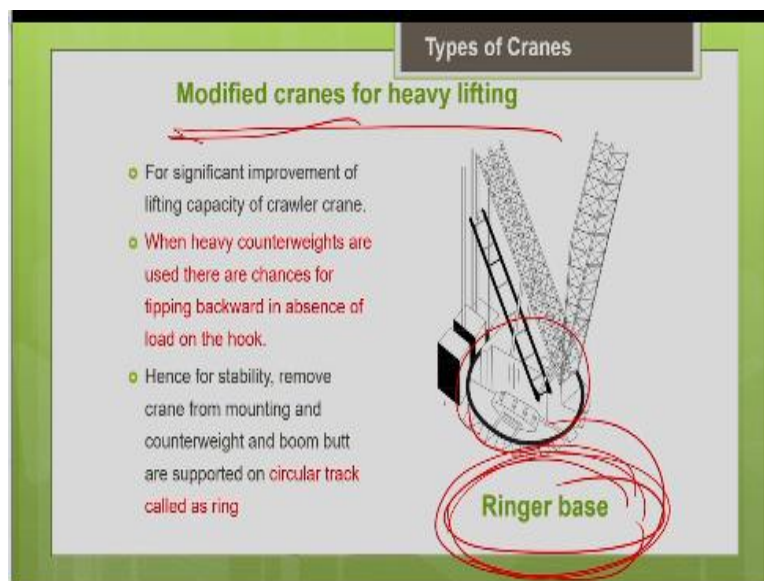 Types of Cranes
Modified cranes for heavy lifting
For significant improvement of
lifting capacity of crawler crane.
When heavy counterweights are
used there are chances for
tipping backward in absence of
load on the hook.
Hence for stability, remove
crane from mounting and
counterweight and boom butt
are supported on circular track
called as ring
Ringer base